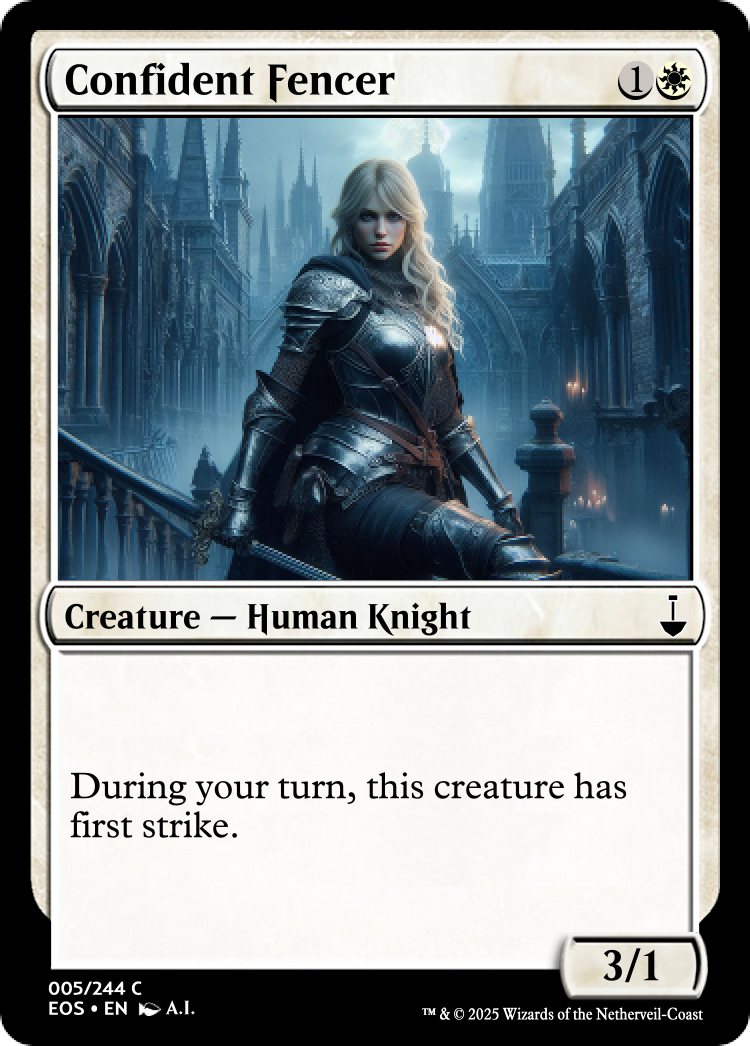 Confident Fencer 1
Creature — Human Knight
During your turn, this creature has
first strike.
3/1
005/244 C
EOS • EN A.I.
™ & © 2025 Wizards of the Netherveil-Coast